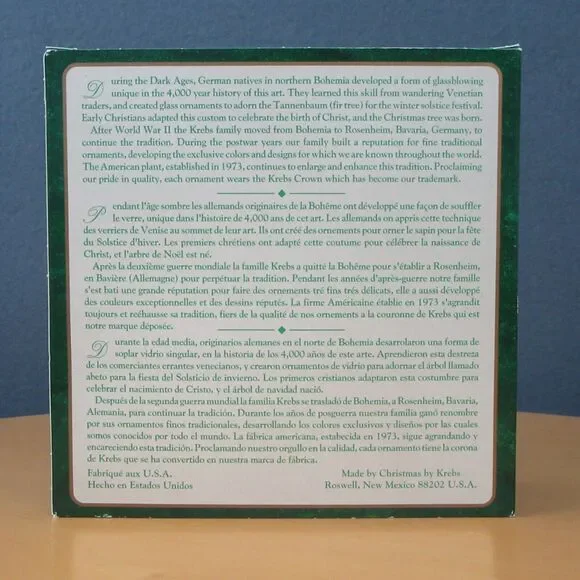 During the Dark Ages, German natives in northern Bohemia developed a form of glassblowing
unique in the 4,000 year history of this art. They learned this skill from wandering Venetian
traders, and created glass ornaments to adorn the Tannenbaum (fir tree) for the winter solstice festival.
Early Christians adapted this custom to celebrate the birth of Christ, and the Christmas tree was born.
After World War II the Krebs family moved from Bohemia to Rosenheim, Bavaria, Germany, to
continue the tradition. During the postwar years our family built a reputation for fine traditional
ornaments, developing the exclusive colors and designs for which we are known throughout the world.
The American plant, established in 1973, continues to enlarge and enhance this tradition. Proclaiming
our pride in quality, each ornament wears the Krebs Crown which has become our trademark.
Pendant l'âge sombre les allemands originaires de la Bohême ont développé une façon de souffler
le verre, unique dans l'histoire de 4,000 ans de cet art. Les allemands on appris cette technique
des verriers de Venise au sommet de leur art. Ils ont créé des ornements pour orner le sapin pour la fête
du Solstice d'hiver. Les premiers chrétiens ont adapté cette coutume pour célébrer la naissance de
Christ, et l'arbre de Noël est né.
Après la deuxième guerre mondiale la famille Krebs a quitté la Bohême pour s'établir a Rosenheim,
en Bavière (Allemagne) pour perpétuar la tradition. Pendant les années d'après-guerre notre famille
s'est bati une grande réputation pour faire des ornements tré fins trés délicats, elle a aussi développé
des couleurs exceptionnelles et des dessins réputés. La firme Américaine établie en 1973 s'agrandit
toujours et reéhausse sa tradition, fiers de la qualité de nos ornements a la couronne de Krebs qui est
notre marque déposée.
Durante la edad media, originarios alemanes en el norte de Bohemia desarrolaron una forma de
soplar vidrio singular, en la historia de los 4,000 años de este arte. Aprendieron esta destreza
de los comerciantes errantes venecianos, y crearon ornamentos de vidrio para adornar el árbol llamado
abeto para la fiesta del Solsticio de invierno. Los primeros cristianos adaptaron esta costumbre para
celebrar el nacimiento de Cristo, y el árbol de navidad nació.
Después de la segunda guerra mundial la família Krebs se trasladó de Bohemia, a Rosenheim, Bavaria,
Alemania, para continuar la tradición. Durante los años de posguerra nuestra familia ganó renombre
por sus ornamentos finos tradicionales, desarrollando los colores exclusivos y diseños por las cuales
somos conocidos por todo el mundo. La fábrica americana, estabecida en 1973, sigue agrandando y
encareciendo esta tradición. Proclamando nuestro orgullo en la calidad, cada ornamento tiene la corona
de Krebs que se ha convertido en nuestra marca de fábrica.
Fabriqué aux U.S.A.
Hecho en Estados Unidos
Made by Christmas by Krebs
Roswell, New Mexico 88202 U.S.A.